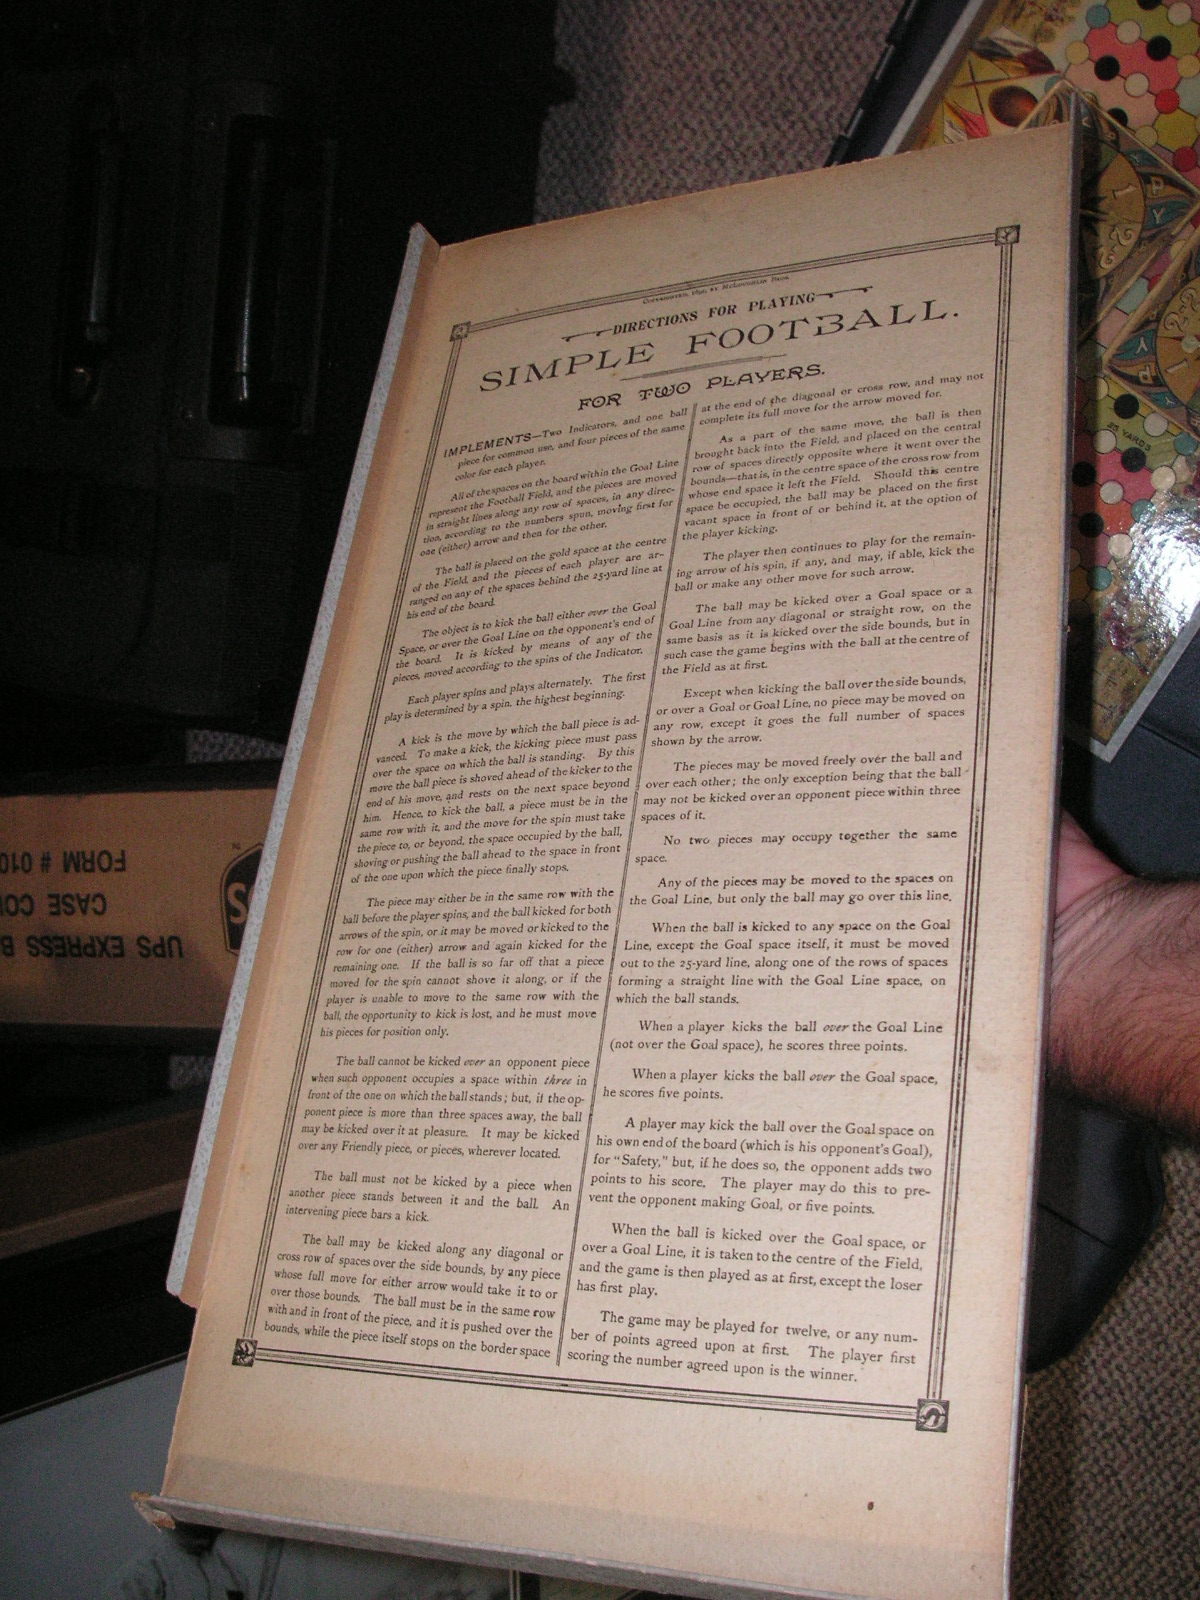 COPYRIGHTED, 1891, BY MCLOUGHLIN BROS.
DIRECTIONS FOR PLAYING
SIMPLE FOOTBALL.
FOR TWO PLAYERS.
IMPLEMENTS—Two Indicators, and one ball
piece for common use, and four pieces of the same
color for each player.
All of the spaces on the board within the Goal Line
represent the Football Field, and the pieces are moved
in straight lines along any row of spaces, in any direc-
tion, according to the numbers spun, moving first for
one (either) arrow and then for the other.
The ball is placed on the gold space at the centre
of the Field, and the pieces of each player are ar-
ranged on any of the spaces behind the 25-yard line at
his end of the board.
The object is to kick the ball either over the Goal
Space, or over the Goal Line on the opponent's end of
the board. It is kicked by means of any of the
pieces, moved according to the spins of the Indicator.
Each player spins and plays alternately. The first
play is determined by a spin. the highest beginning.
A kick is the move by which the ball piece is ad-
vanced. To make a kick, the kicking piece must pass
over the space on which the ball is standing. By this
move the ball piece is shoved ahead of the kicker to the
end of his move, and rests on the next space beyond
him. Hence, to kick the ball, a piece must be in the
same row with it, and the move for the spin must take
the piece to, or beyond, the space occupied by the ball,
shoving or pushing the ball ahead to the space in front
of the one upon which the piece finally stops.
The piece may either be in the same row with the
ball before the player spins, and the ball kicked for both
arrows of the spin, or it may be moved or kicked to the
row for one (either) arrow and again kicked for the
remaining one. If the ball is so far off that a piece
moved for the spin cannot shove it along, or if the
player is unable to move to the same row with the
ball, the opportunity to kick is lost, and he must move
his pieces for position only.
The ball cannot be kicked over an opponent piece
when such opponent occupies a space within three in
front of the one on which the ball stands; but, if the op-
ponent piece is more than three spaces away, the ball
may be kicked over it at pleasure. It may be kicked
over any Friendly piece, or pieces, wherever located.
The ball must not be kicked by a piece when
another piece stands between it and the ball. An
intervening piece bars a kick.
The ball may be kicked along any diagonal or
cross row of spaces over the side bounds, by any piece
whose full move for either arrow would take it to or
over those bounds. The ball must be in the same row
with and in front of the piece, and it is pushed over the
bounds, while the piece itself stops on the border space
at the end of the diagonal or cross row, and may not
complete its full move for the arrow moved for.
As a part of the same move, the ball is then
brought back into the Field, and placed on the central
row of spaces directly opposite where it went over the
bounds—that is, in the centre space of the cross row from
whose end space it left the Field. Should this centre
space be occupied, the ball may be placed on the first
vacant space in front of or behind it, at the option of
the player kicking.
The player then continues to play for the remain-
ing arrow of his spin, if any, and may, if able, kick the
ball or make any other move for such arrow.
The ball may be kicked over a Goal space or a
Goal Line from any diagonal or straight row, on the
same basis as it is kicked over the side bounds, but in
such case the game begins with the ball at the centre of
the Field as at first.
Except when kicking the ball over the side bounds,
or over a Goal or Goal Line, no piece may be moved on
any row, except it goes the full number of spaces
shown by the arrow.
The pieces may be moved freely over the ball and
over each other; the only exception being that the ball
may not be kicked over an opponent piece within three
spaces of it.
No two pieces may occupy together the same
space.
Any of the pieces may be moved to the spaces on
the Goal Line, but only the ball may go over this line.
When the ball is kicked to any space on the Goal
Line, except the Goal space itself, it must be moved
out to the 25-yard line, along one of the rows of spaces
forming a straight line with the Goal Line space, on
which the ball stands.
When a player kicks the ball over the Goal Line
(not over the Goal space), he scores three points.
When a player kicks the ball over the Goal space,
he scores five points.
A player may kick the ball over the Goal space on
his own end of the board (which is his opponent's Goal),
for "Safety," but, if he does so, the opponent adds two
points to his score. The player may do this to pre-
vent the opponent making Goal, or five points.
When the ball is kicked over the Goal space, or
over a Goal Line, it is taken to the centre of the Field,
and the game is then played as at first, except the loser
has first play.
The game may be played for twelve, or any num-
ber of points agreed upon at first. The player first
scoring the number agreed upon is the winner.
UPS EXPRESS B
CASE CO
FORM # 010
25 YARDS